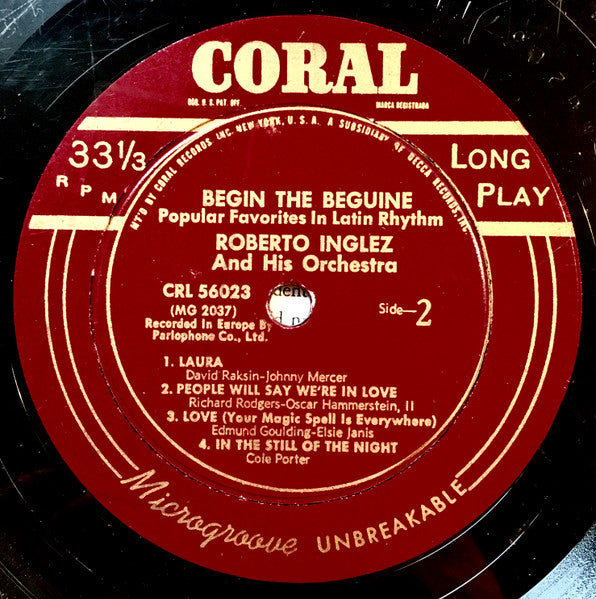 CORAL
REG. U. S. PAT. OFF.
MARCA REGISTRADA
MF'D BY CORAL RECORDS INC. NEW YORK, U. S. A. A SUBSIDIARY OF DECCA RECORDS, INC.
33 1/3
RPM
LONG
PLAY
BEGIN THE BEGUINE
Popular Favorites In Latin Rhythm
ROBERTO INGLEZ
And His Orchestra
CRL 56023
(MG 2037)
Recorded In Europe By
Parlophone Co., Ltd.
Side—2
1. LAURA
David Raksin-Johnny Mercer
2. PEOPLE WILL SAY WE'RE IN LOVE
Richard Rodgers-Oscar Hammerstein, II
3. LOVE (Your Magic Spell Is Everywhere)
Edmund Goulding-Elsie Janis
4. IN THE STILL OF THE NIGHT
Cole Porter
Microgroove UNBREAKABLE